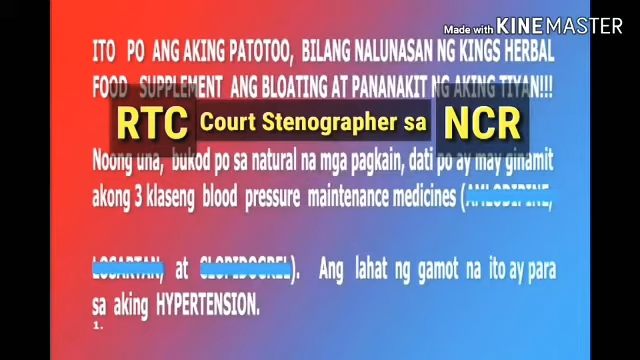 Made with KINEMASTER
ITO PO ANG AKING PATOTOO, BILANG NALUNASAN NG KINGS HERBAL
FOOD SUPPLEMENT ANG BLOATING AT PANANAKIT NG AKING TIYAN!!!
RTC Court Stenographer sa NCR
Noong una, bukod po sa natural na mga pagkain, dati po ay may ginamit
akong 3 klaseng blood pressure maintenance medicines (AMLODIPINE,
LOSARTAN, at CLOPIDOGREL). Ang lahat ng gamot na ito ay para
sa aking HYPERTENSION.
1.